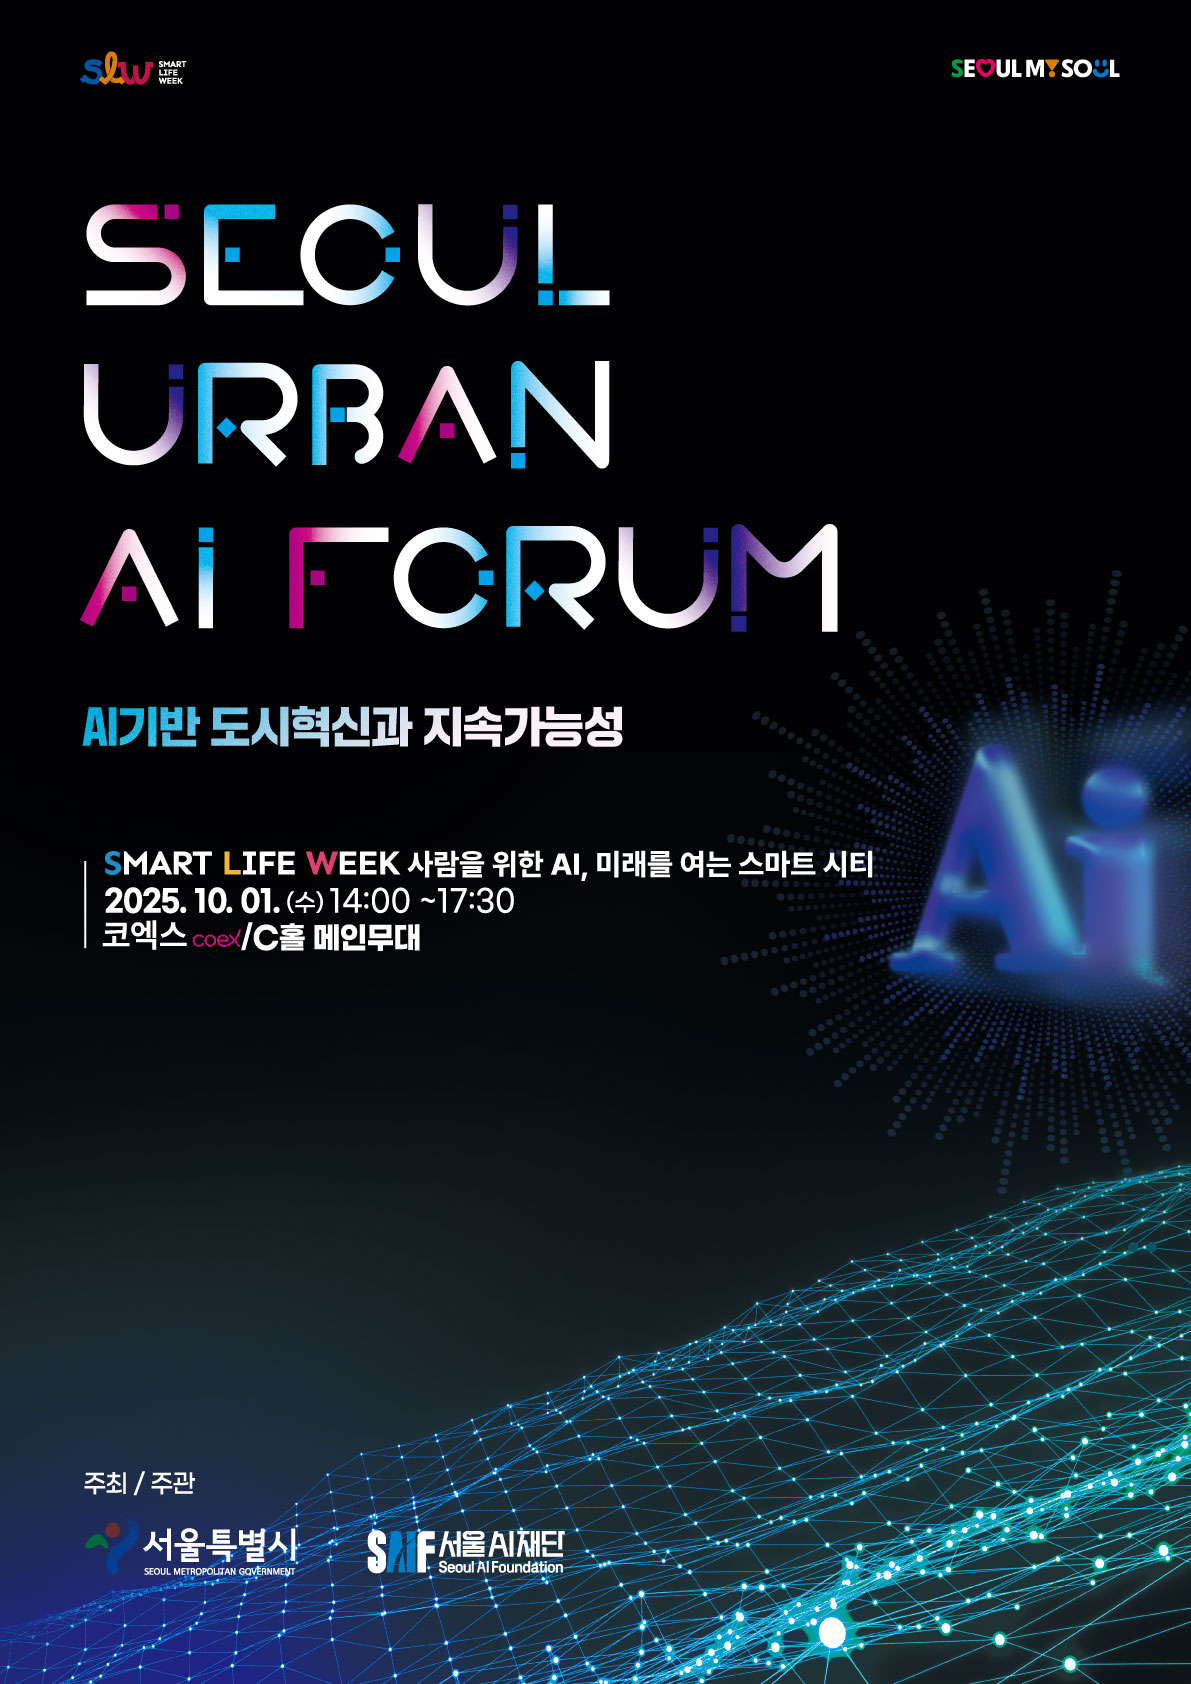 slw SMART
LIFE
WEEK
SEOUL MY SOUL
SEOUL
URBAN
AI FORUM
AI기반 도시혁신과 지속가능성
Ai
SMART LIFE WEEK 사람을 위한 AI, 미래를 여는 스마트 시티
2025. 10. 01. (수) 14:00 ~17:30
코엑스 coex/C홀 메인무대
주최 / 주관
서울특별시
SEOUL METROPOLITAN GOVERNMENT
SAIF 서울AI재단
Seoul AI Foundation